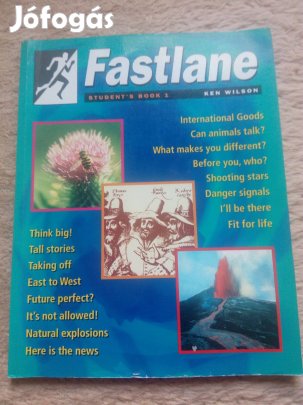 Jófogás
Fastlane
STUDENT'S BOOK 1
KEN WILSON
International Goods
Can animals talk?
What makes you different?
Before you, who?
Shooting stars
Danger signals
I'll be there
Fit for life
Think big!
Tall stories
Taking off
East to West
Future perfect?
It's not allowed!
Natural explosions
Here is the news